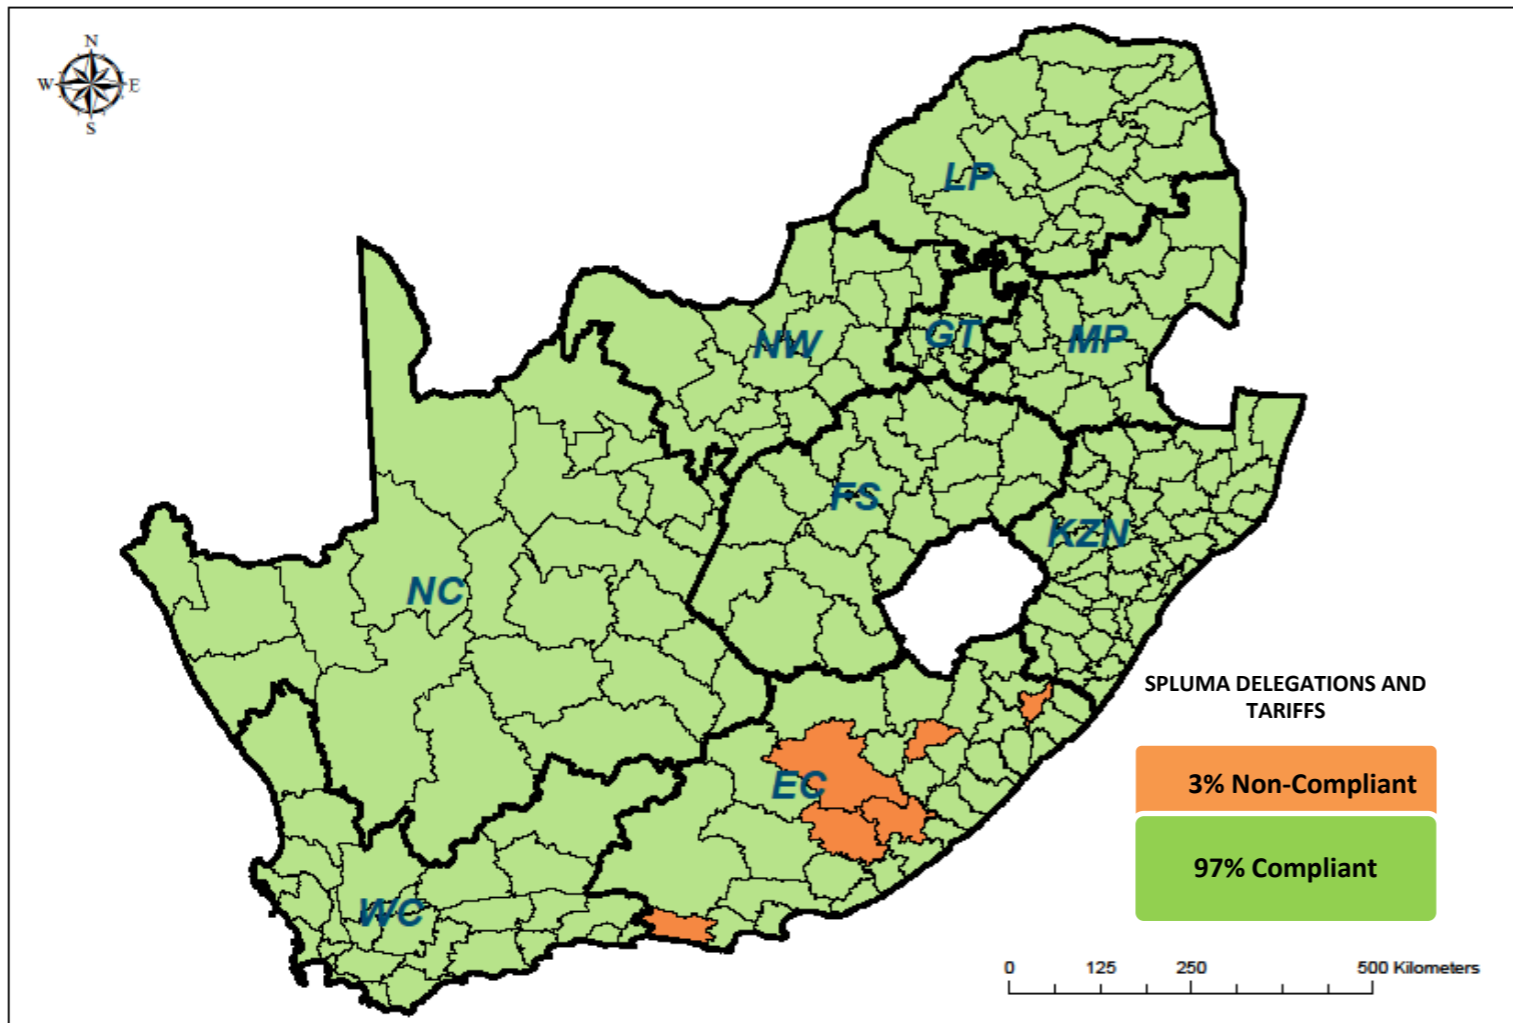 N
W E
S
LP
NW
GT
MP
FS
KZN
NC
EC
WC
SPLUMA DELEGATIONS AND
TARIFFS
3% Non-Compliant
97% Compliant
0 125 250 500 Kilometers